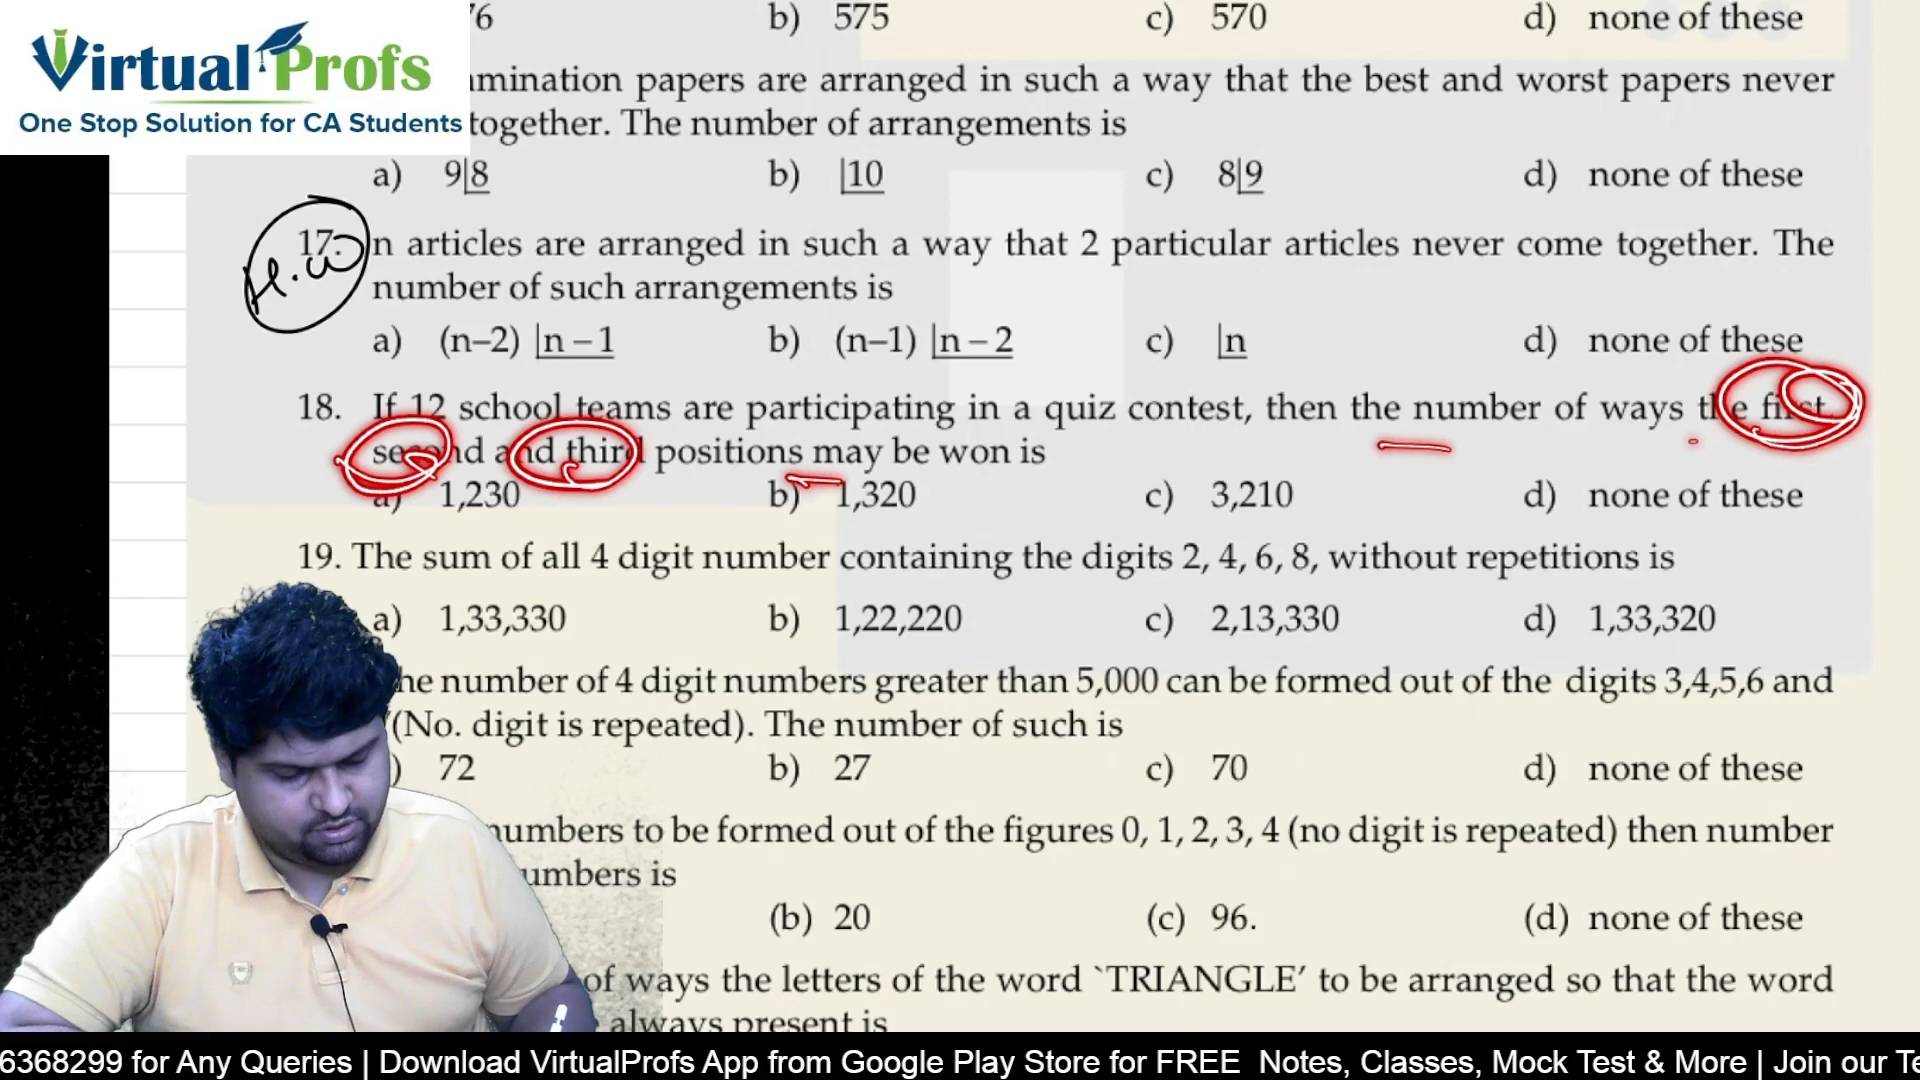 Virtual Profs
One Stop Solution for CA Students
76 b) 575 c) 570 d) none of these
mination papers are arranged in such a way that the best and worst papers never
together. The number of arrangements is
a) 9|8 b) |10 c) 8|9 d) none of these
H.W
17. n articles are arranged in such a way that 2 particular articles never come together. The
number of such arrangements is
a) (n–2) |n – 1 b) (n–1) |n – 2 c) |n d) none of these
18. If 12 school teams are participating in a quiz contest, then the number of ways the first,
second and third positions may be won is
a) 1,230 b) 1,320 c) 3,210 d) none of these
19. The sum of all 4 digit number containing the digits 2, 4, 6, 8, without repetitions is
a) 1,33,330 b) 1,22,220 c) 2,13,330 d) 1,33,320
he number of 4 digit numbers greater than 5,000 can be formed out of the digits 3,4,5,6 and
(No. digit is repeated). The number of such is
) 72 b) 27 c) 70 d) none of these
numbers to be formed out of the figures 0, 1, 2, 3, 4 (no digit is repeated) then number
umbers is
(b) 20 (c) 96. (d) none of these
of ways the letters of the word `TRIANGLE' to be arranged so that the word
always present is
6368299 for Any Queries | Download VirtualProfs App from Google Play Store for FREE Notes, Classes, Mock Test & More | Join our Te